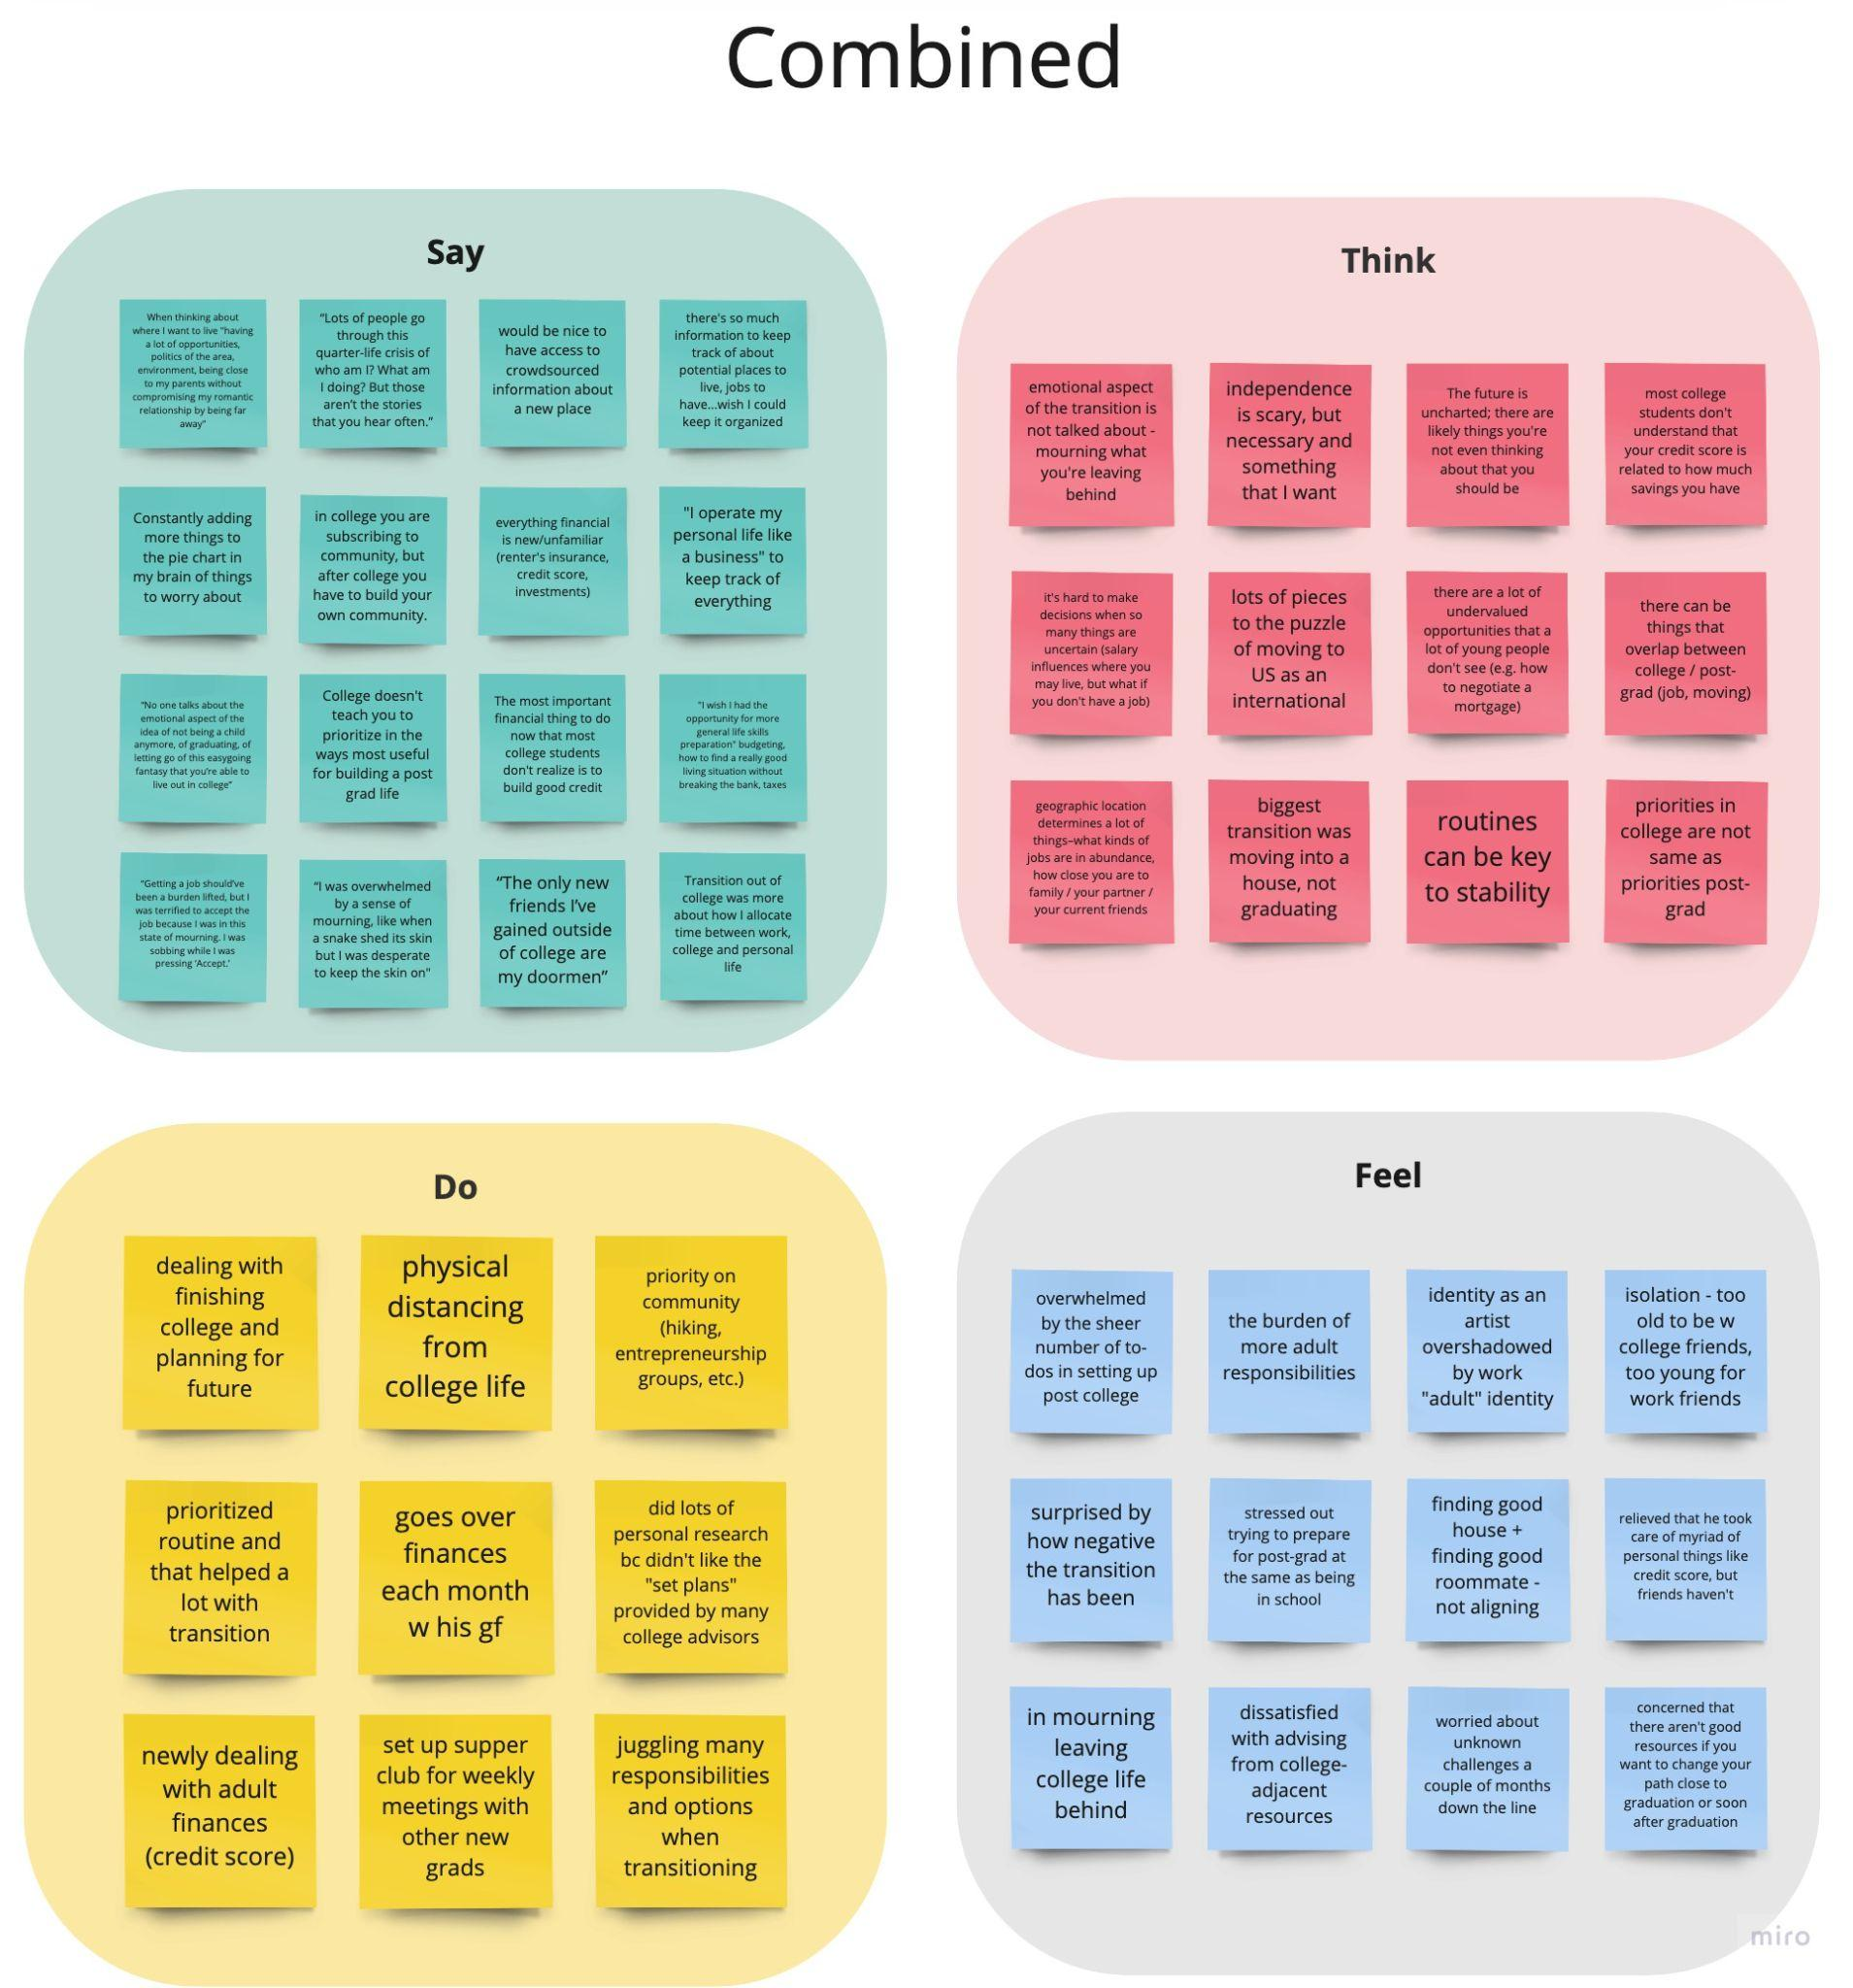 Combined
Say
When thinking about
where I want to live "having
a lot of opportunities,
politics of the area,
environment, being close
to my parents without
compromising my romantic
relationship by being far
away"
“Lots of people go
through this
quarter-life crisis of
who am I? What am
I doing? But those
aren’t the stories
that you hear often.”
would be nice to
have access to
crowdsourced
information about
a new place
there's so much
information to keep
track of about
potential places to
live, jobs to
have...wish I could
keep it organized
Constantly adding
more things to
the pie chart in
my brain of things
to worry about
in college you are
subscribing to
community, but
after college you
have to build your
own community.
everything financial
is new/unfamiliar
(renter's insurance,
credit score,
investments)
"I operate my
personal life like
a business" to
keep track of
everything
“No one talks about the
emotional aspect of the
idea of not being a child
anymore, of graduating, of
letting go of this easygoing
fantasy that you’re able to
live out in college”
College doesn't
teach you to
prioritize in the
ways most useful
for building a post
grad life
The most important
financial thing to do
now that most
college students
don't realize is to
build good credit
"I wish I had the
opportunity for more
general life skills
preparation" budgeting,
how to find a really good
living situation without
breaking the bank, taxes
“Getting a job should’ve
been a burden lifted, but I
was terrified to accept the
job because I was in this
state of mourning. I was
sobbing while I was
pressing ‘Accept.’
“I was overwhelmed
by a sense of
mourning, like when
a snake shed its skin
but I was desperate
to keep the skin on"
“The only new
friends I’ve
gained outside
of college are
my doormen”
Transition out of
college was more
about how I allocate
time between work,
college and personal
life
Think
emotional aspect
of the transition is
not talked about -
mourning what
you're leaving
behind
independence
is scary, but
necessary and
something
that I want
The future is
uncharted; there are
likely things you're
not even thinking
about that you
should be
most college
students don't
understand that
your credit score is
related to how much
savings you have
it's hard to make
decisions when so
many things are
uncertain (salary
influences where you
may live, but what if
you don't have a job)
lots of pieces
to the puzzle
of moving to
US as an
international
there are a lot of
undervalued
opportunities that a
lot of young people
don't see (e.g. how
to negotiate a
mortgage)
there can be
things that
overlap between
college / post-
grad (job, moving)
geographic location
determines a lot of
things–what kinds of
jobs are in abundance,
how close you are to
family / your partner /
your current friends
biggest
transition was
moving into a
house, not
graduating
routines
can be key
to stability
priorities in
college are not
same as
priorities post-
grad
Do
dealing with
finishing
college and
planning for
future
physical
distancing
from
college life
priority on
community
(hiking,
entrepreneurship
groups, etc.)
prioritized
routine and
that helped a
lot with
transition
goes over
finances
each month
w his gf
did lots of
personal research
bc didn't like the
"set plans"
provided by many
college advisors
newly dealing
with adult
finances
(credit score)
set up supper
club for weekly
meetings with
other new
grads
juggling many
responsibilities
and options
when
transitioning
Feel
overwhelmed
by the sheer
number of to-
dos in setting up
post college
the burden of
more adult
responsibilities
identity as an
artist
overshadowed
by work
"adult" identity
isolation - too
old to be w
college friends,
too young for
work friends
surprised by
how negative
the transition
has been
stressed out
trying to prepare
for post-grad at
the same as being
in school
finding good
house +
finding good
roommate -
not aligning
relieved that he took
care of myriad of
personal things like
credit score, but
friends haven't
in mourning
leaving
college life
behind
dissatisfied
with advising
from college-
adjacent
resources
worried about
unknown
challenges a
couple of months
down the line
concerned that
there aren't good
resources if you
want to change your
path close to
graduation or soon
after graduation
miro